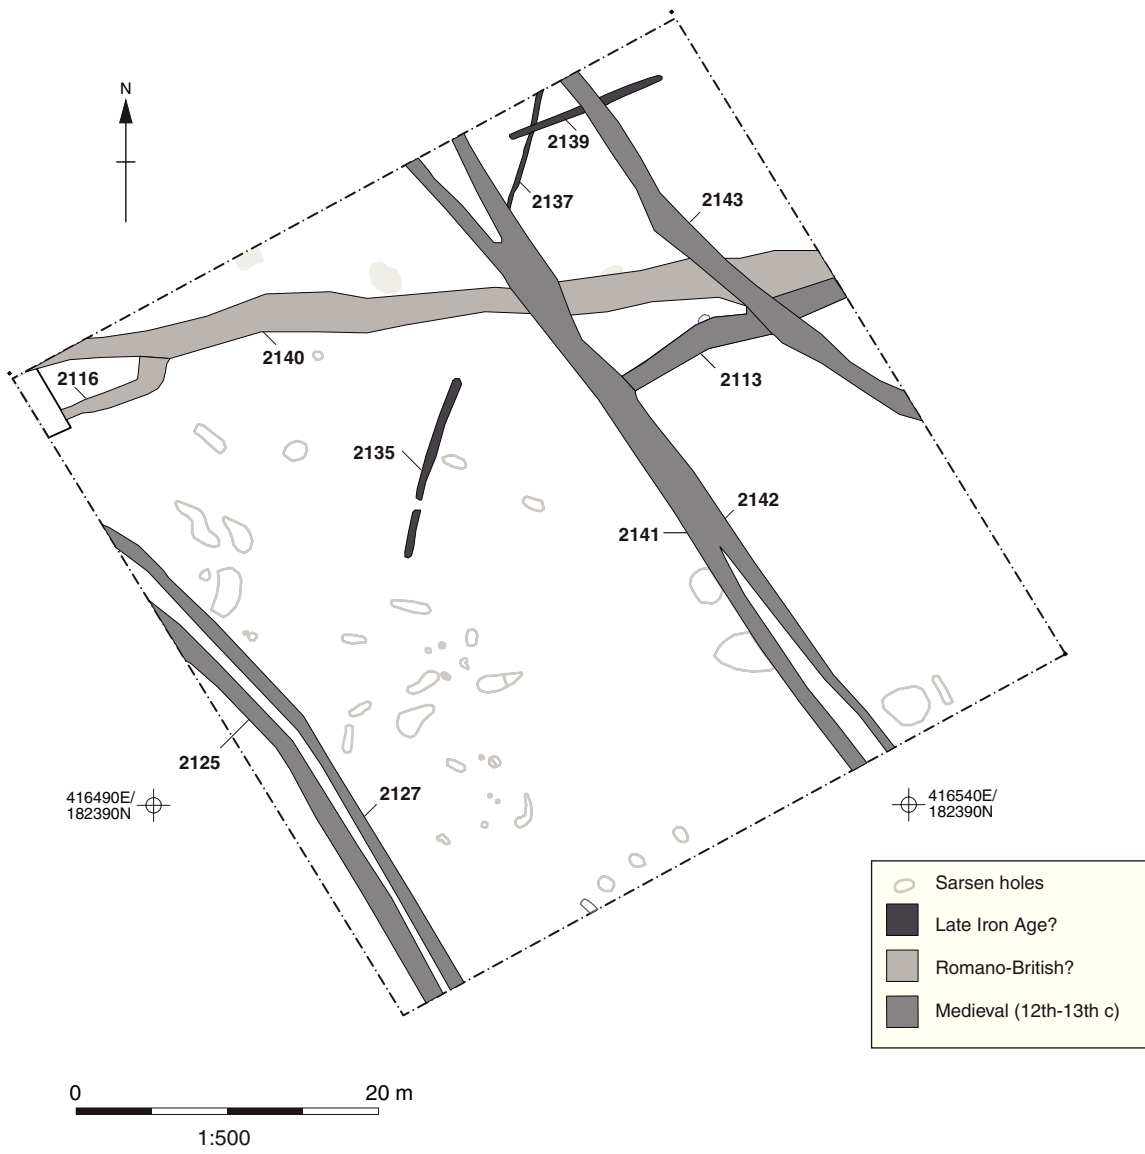 N
2139
2137
2143
2140
2116
2113
2135
2142
2141
2125
2127
416490E/
182390N
416540E/
182390N
Sarsen holes
Late Iron Age?
Romano-British?
Medieval (12th-13th c)
0 20 m
1:500